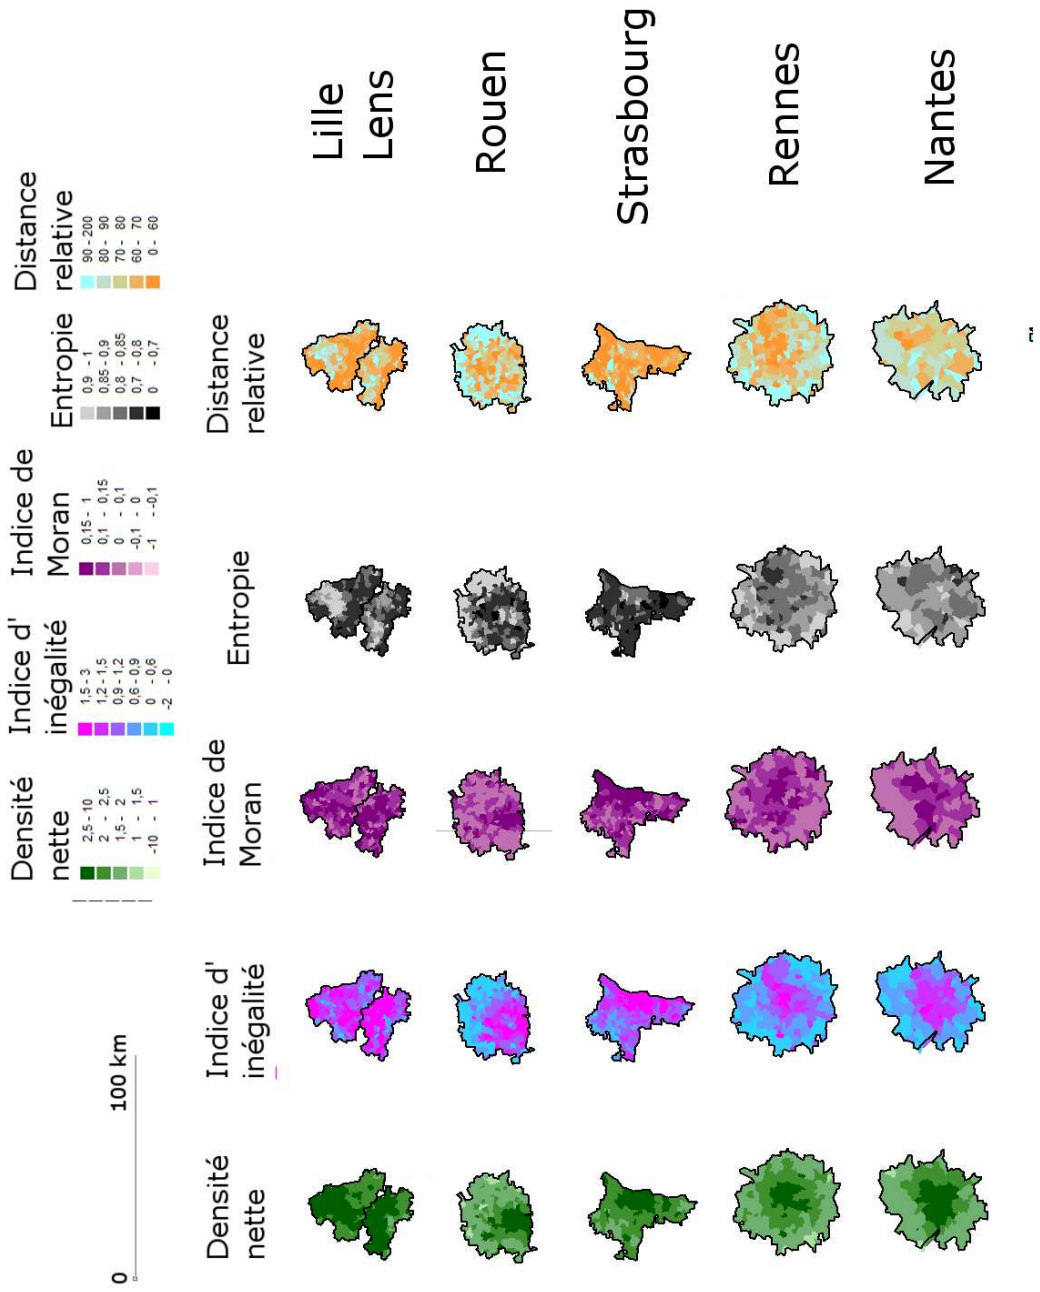 0
100 km
Densité
nette
2,5 - 10
2 - 2,5
1,5 - 2
1 - 1,5
-10 - 1
Indice d'
inégalité
1,5 - 3
1,2 - 1,5
0,9 - 1,2
0,6 - 0,9
0 - 0,6
-2 - 0
Indice de
Moran
0,15 - 1
0,1 - 0,15
0 - 0,1
-0,1 - 0
-1 - -0,1
Entropie
0,9 - 1
0,85 - 0,9
0,8 - 0,85
0,7 - 0,8
0 - 0,7
Distance
relative
90 - 200
80 - 90
70 - 80
60 - 70
0 - 60
Densité
nette
Indice d'
inégalité
Indice de
Moran
Entropie
Distance
relative
Lille
Lens
Rouen
Strasbourg
Rennes
Nantes